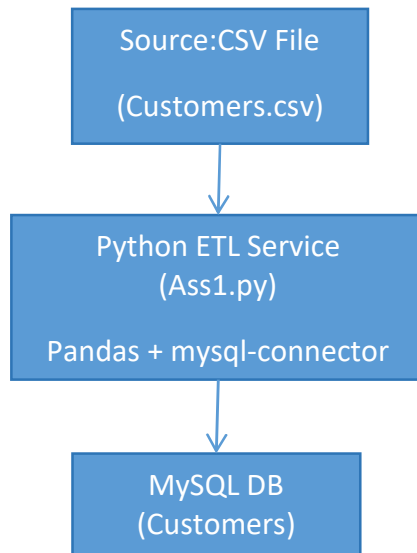 Source:CSV File
(Customers.csv)
Python ETL Service
(Ass1.py)
Pandas + mysql-connector
MySQL DB
(Customers)